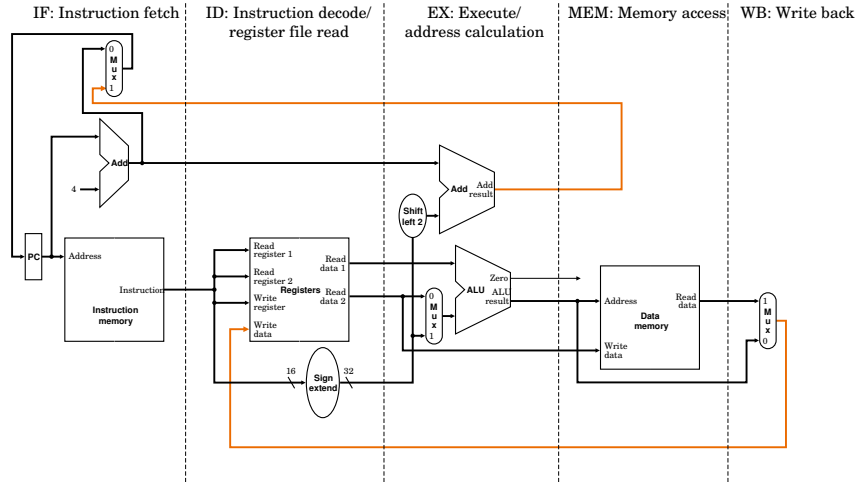 IF: Instruction fetch
ID: Instruction decode/
register file read
EX: Execute/
address calculation
MEM: Memory access
WB: Write back
0
M
u
x
1
Add
4
Add
Add
result
Shift
left 2
PC
Address
Instruction
Instruction
memory
Read
register 1
Read
register 2
Write
register
Write
data
Registers
Read
data 1
Read
data 2
0
M
u
x
1
ALU
Zero
ALU
result
Address
Write
data
Data
memory
Read
data
1
M
u
x
0
16
Sign
extend
32